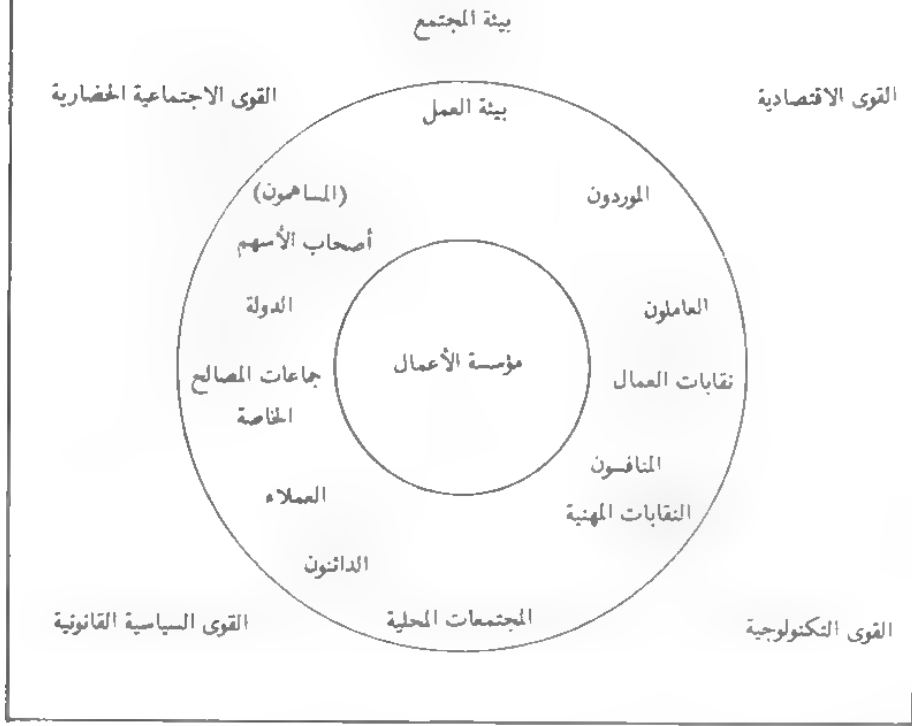 بيئة المجتمع
القوى الاقتصادية
القوى الاجتماعية الحضارية
بيئة العمل
الموردون
(المساهمون)
أصحاب الأسهم
العاملون
الدولة
مؤسسة الأعمال
نقابات العمال
جماعات المصالح
الخاصة
المنافسون
العملاء
النقابات المهنية
الدائنون
المجتمعات المحلية
القوى التكنولوجية
القوى السياسية القانونية